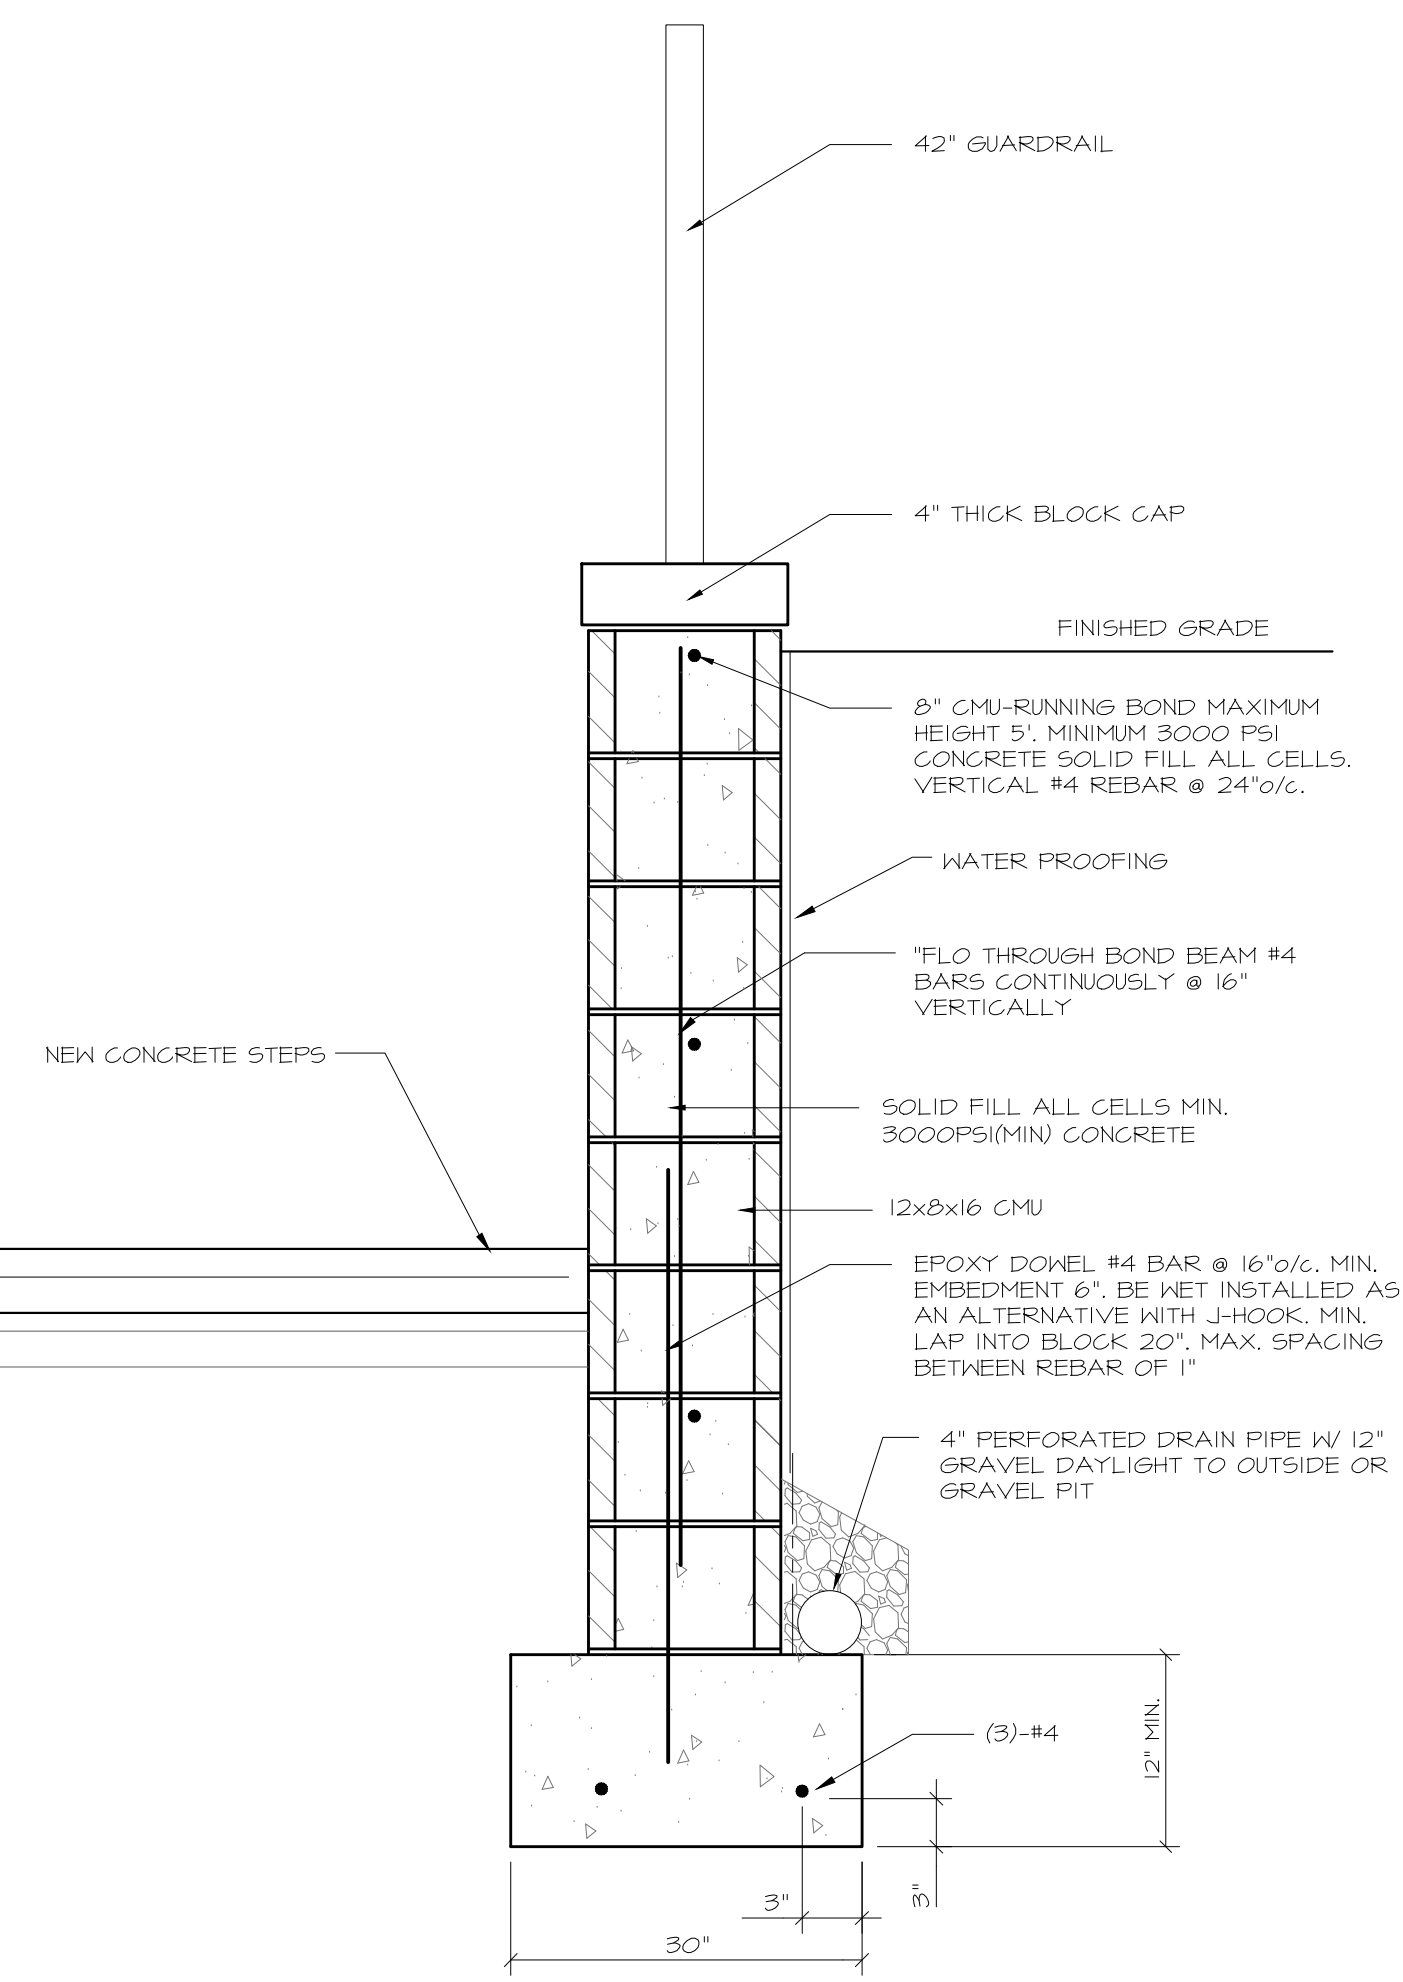 42" GUARDRAIL
4" THICK BLOCK CAP
FINISHED GRADE
8" CMU-RUNNING BOND MAXIMUM
HEIGHT 5'. MINIMUM 3000 PSI
CONCRETE SOLID FILL ALL CELLS.
VERTICAL #4 REBAR @ 24"o/c.
WATER PROOFING
"FLO THROUGH BOND BEAM #4
BARS CONTINUOUSLY @ 16"
VERTICALLY
NEW CONCRETE STEPS
SOLID FILL ALL CELLS MIN.
3000PSI(MIN) CONCRETE
12x8x16 CMU
EPOXY DOWEL #4 BAR @ 16"o/c. MIN.
EMBEDMENT 6". BE WET INSTALLED AS
AN ALTERNATIVE WITH J-HOOK. MIN.
LAP INTO BLOCK 20". MAX. SPACING
BETWEEN REBAR OF 1"
4" PERFORATED DRAIN PIPE W/ 12"
GRAVEL DAYLIGHT TO OUTSIDE OR
GRAVEL PIT
(3)-#4
12" MIN.
3"
3"
30"